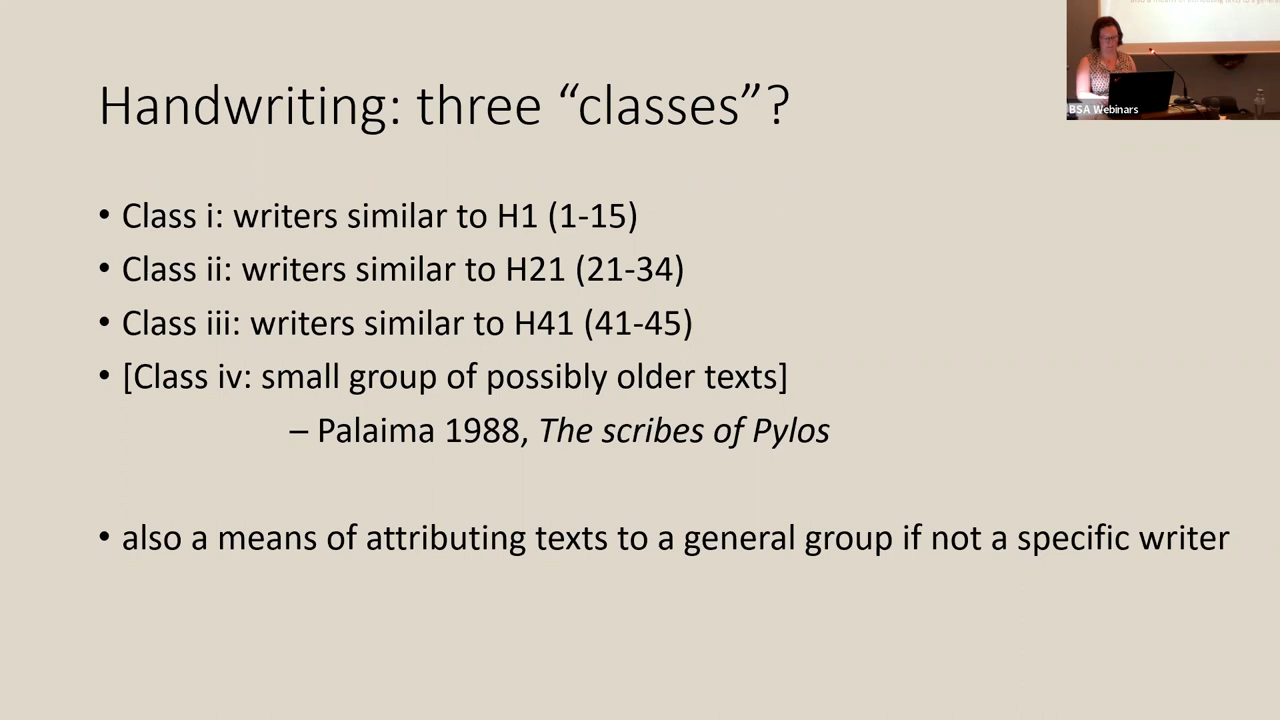 Handwriting: three “classes”?
• Class i: writers similar to H1 (1-15)
• Class ii: writers similar to H21 (21-34)
• Class iii: writers similar to H41 (41-45)
• [Class iv: small group of possibly older texts]
– Palaima 1988, The scribes of Pylos
• also a means of attributing texts to a general group if not a specific writer
BSA Webinars